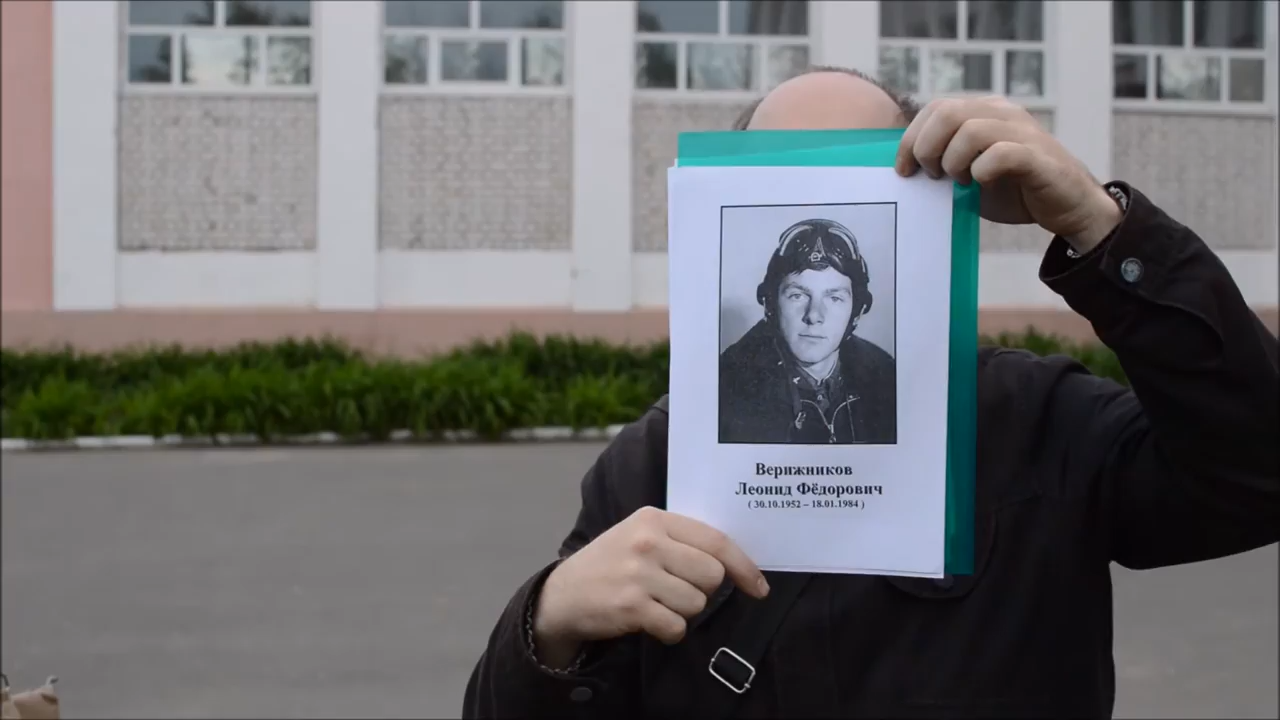 Верижников
Леонид Фёдорович
( 30.10.1952 – 18.01.1984 )